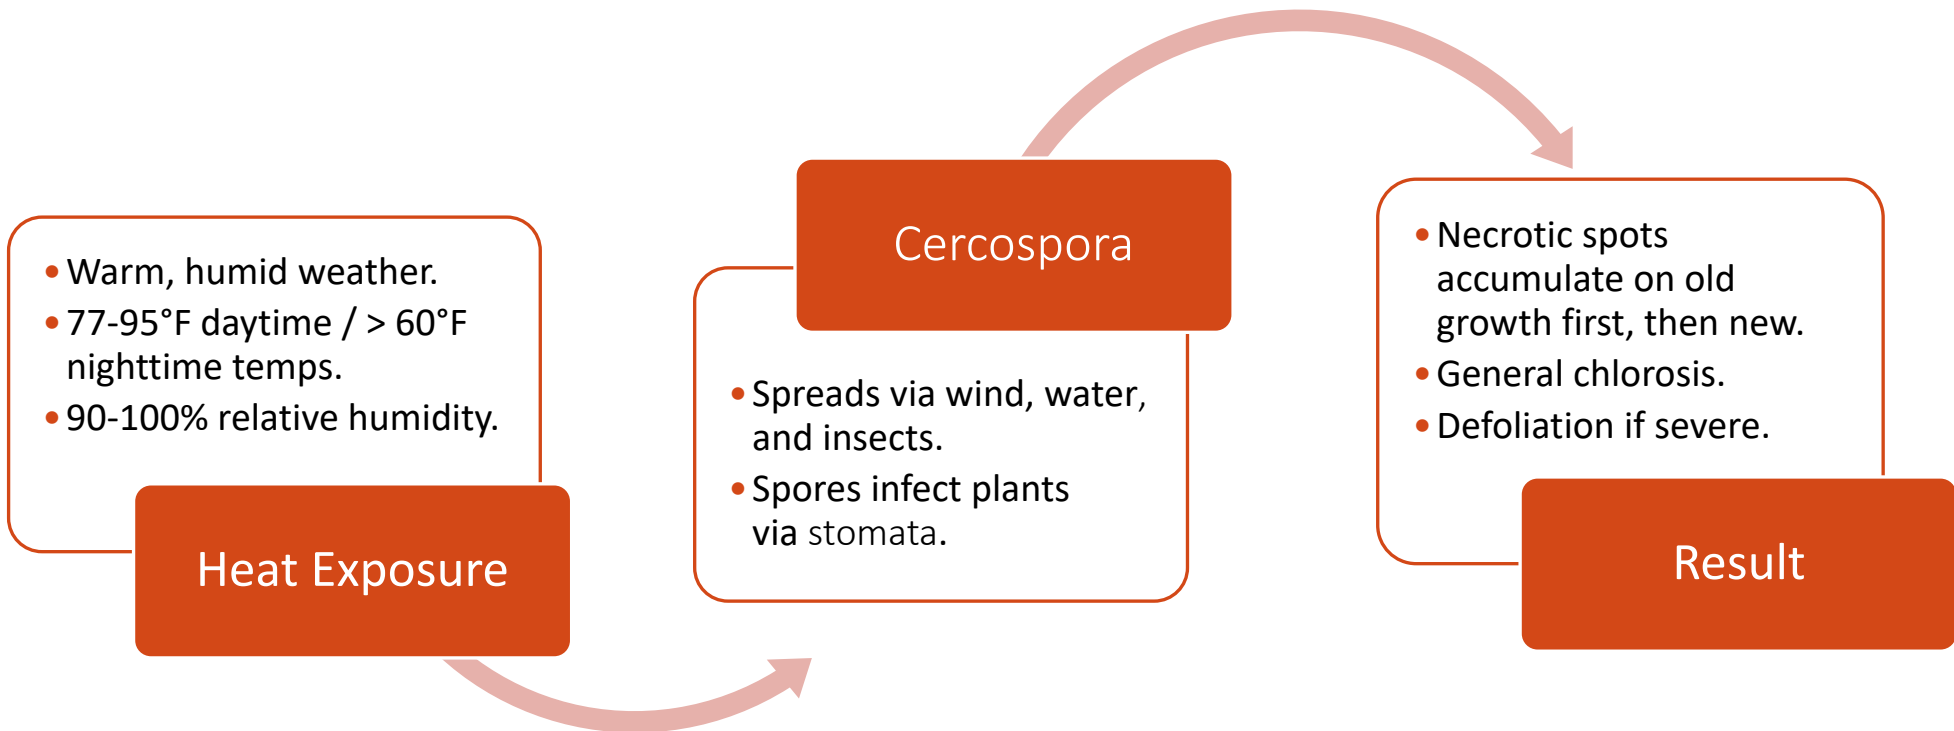 • Warm, humid weather.
• 77-95°F daytime / > 60°F
nighttime temps.
• 90-100% relative humidity.
Heat Exposure
Cercospora
• Spreads via wind, water,
and insects.
• Spores infect plants
via stomata.
• Necrotic spots
accumulate on old
growth first, then new.
• General chlorosis.
• Defoliation if severe.
Result